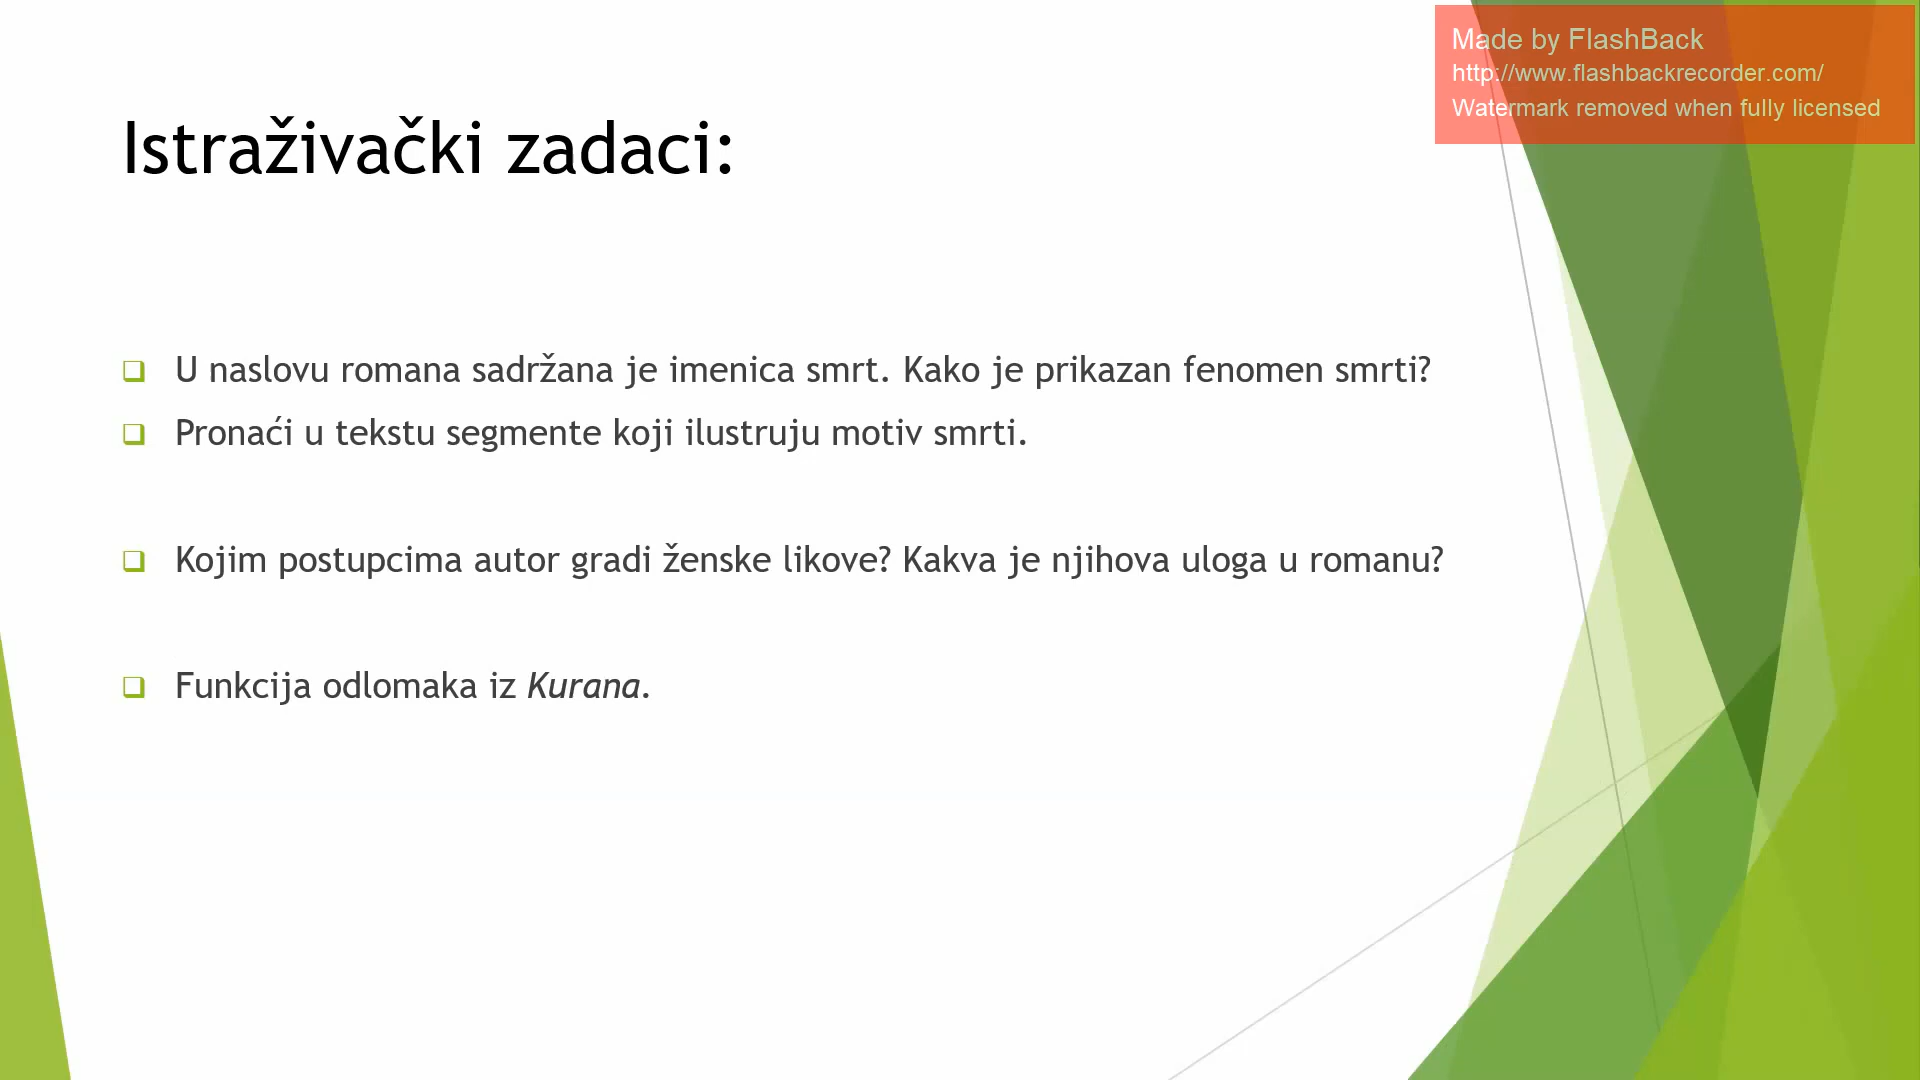 Made by FlashBack
http://www.flashbackrecorder.com/
Watermark removed when fully licensed
Istraživački zadaci:
U naslovu romana sadržana je imenica smrt. Kako je prikazan fenomen smrti?
Pronaći u tekstu segmente koji ilustruju motiv smrti.
Kojim postupcima autor gradi ženske likove? Kakva je njihova uloga u romanu?
Funkcija odlomaka iz Kurana.